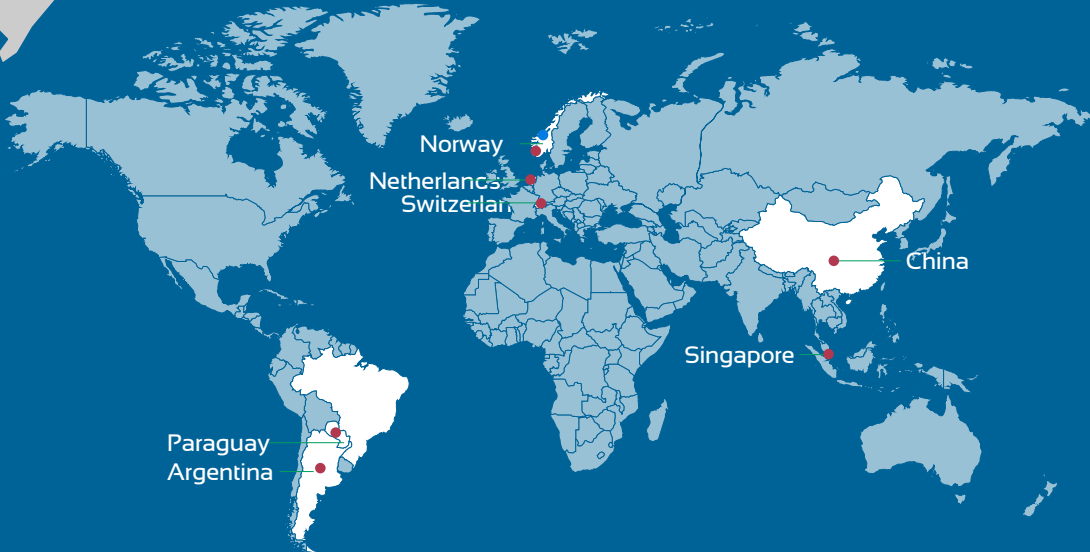 Norway
Netherlands
Switzerlan
China
Singapore
Paraguay
Argentina